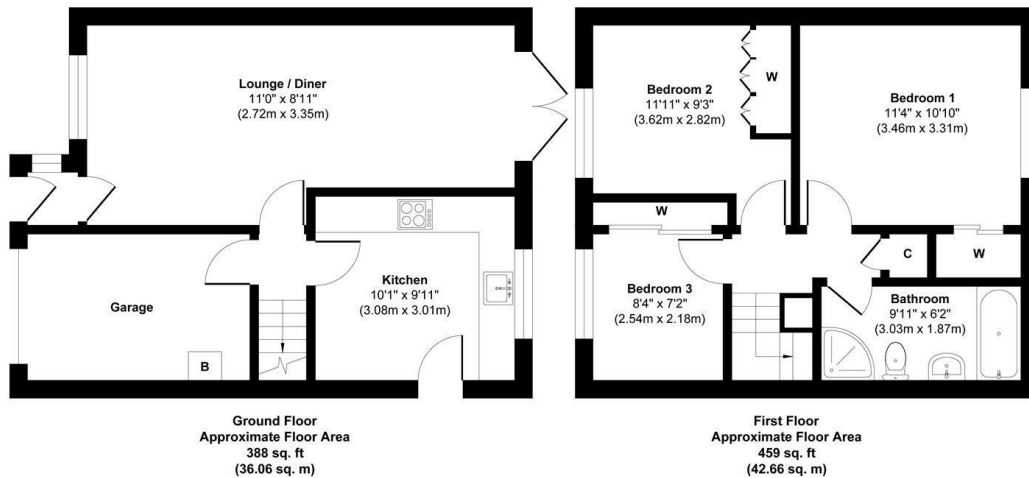 Lounge / Diner
11'0" x 8'11"
(2.72m x 3.35m)
Kitchen
10'1" x 9'11"
(3.08m x 3.01m)
Garage
B
Ground Floor
Approximate Floor Area
388 sq. ft
(36.06 sq. m)
Bedroom 2
11'11" x 9'3"
(3.62m x 2.82m)
W
Bedroom 1
11'4" x 10'10"
(3.46m x 3.31m)
W
C
W
Bedroom 3
8'4" x 7'2"
(2.54m x 2.18m)
Bathroom
9'11" x 6'2"
(3.03m x 1.87m)
First Floor
Approximate Floor Area
459 sq. ft
(42.66 sq. m)